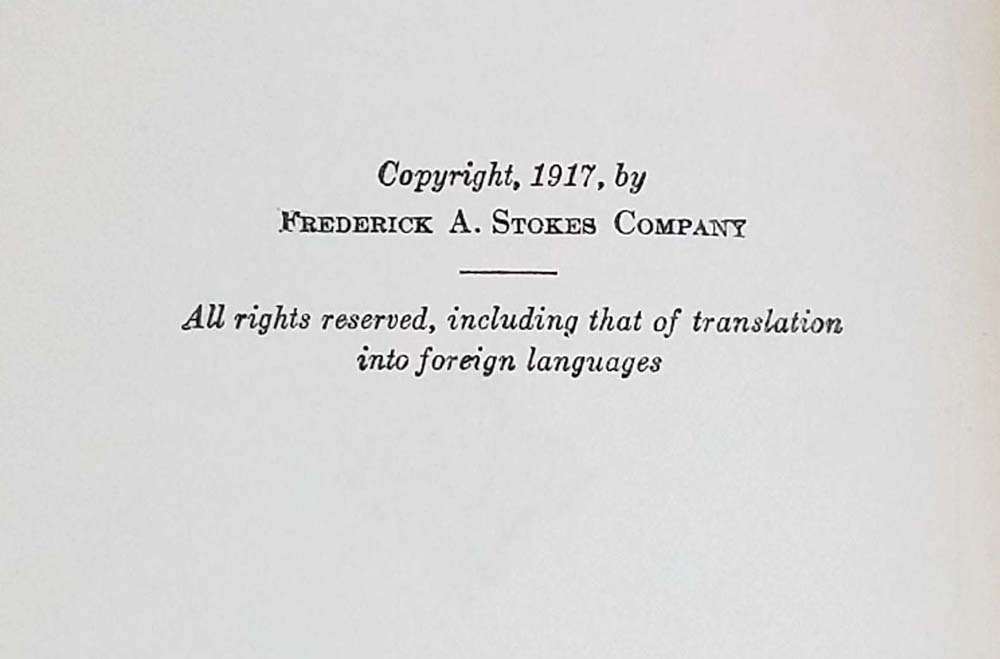 Copyright, 1917, by
FREDERICK A. STOKES COMPANY
All rights reserved, including that of translation
into foreign languages